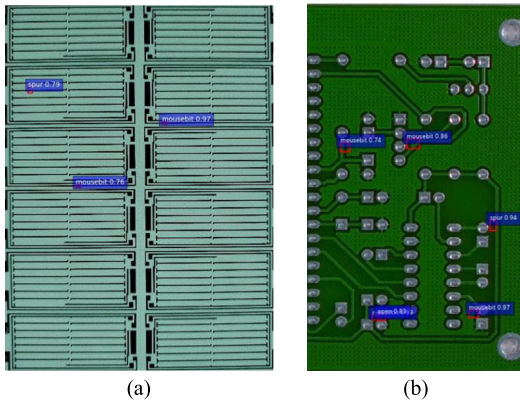 spur 0.79
mousebit 0.97
mousebit 0.76
mousebit 0.86
mousebit 0.74
spur 0.94
mousebit 0.97
open 0.83
(a)
(b)